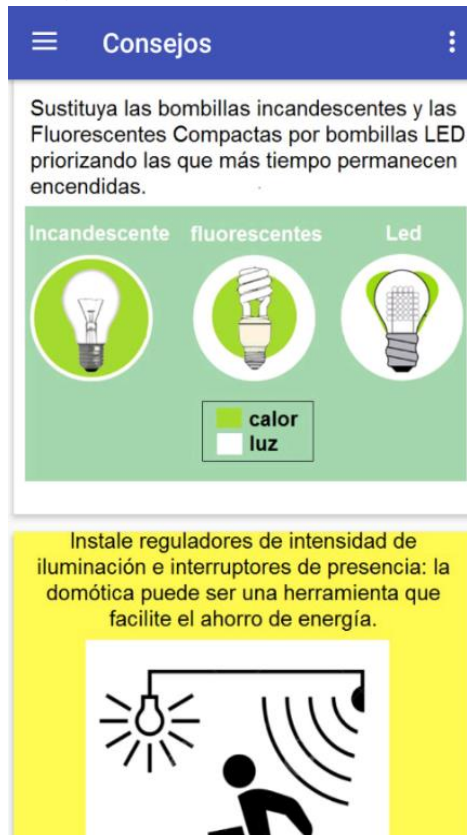 Consejos
Sustituya las bombillas incandescentes y las
Fluorescentes Compactas por bombillas LED
priorizando las que más tiempo permanecen
encendidas.
Incandescente fluorescentes Led
calor
luz
Instale reguladores de intensidad de
iluminación e interruptores de presencia: la
domótica puede ser una herramienta que
facilite el ahorro de energía.